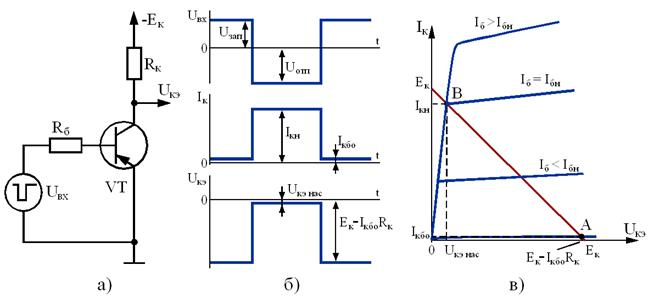 -Eк
Rк
Uкэ
Rб
VT
Uвх
а)
Uвх
Uзап
0
t
Uотп
Iк
Iкн
Iкбо
t
Uкэ
0
Uкэ нас
t
Eк–IкбоRк
б)
Iк
Iб>Iбн
Eк
Iб=Iбн
B
Iкн
Iб<Iбн
A
Iкбо
0
Uкэ нас
Eк–IкбоRк
Eк
Uкэ
в)